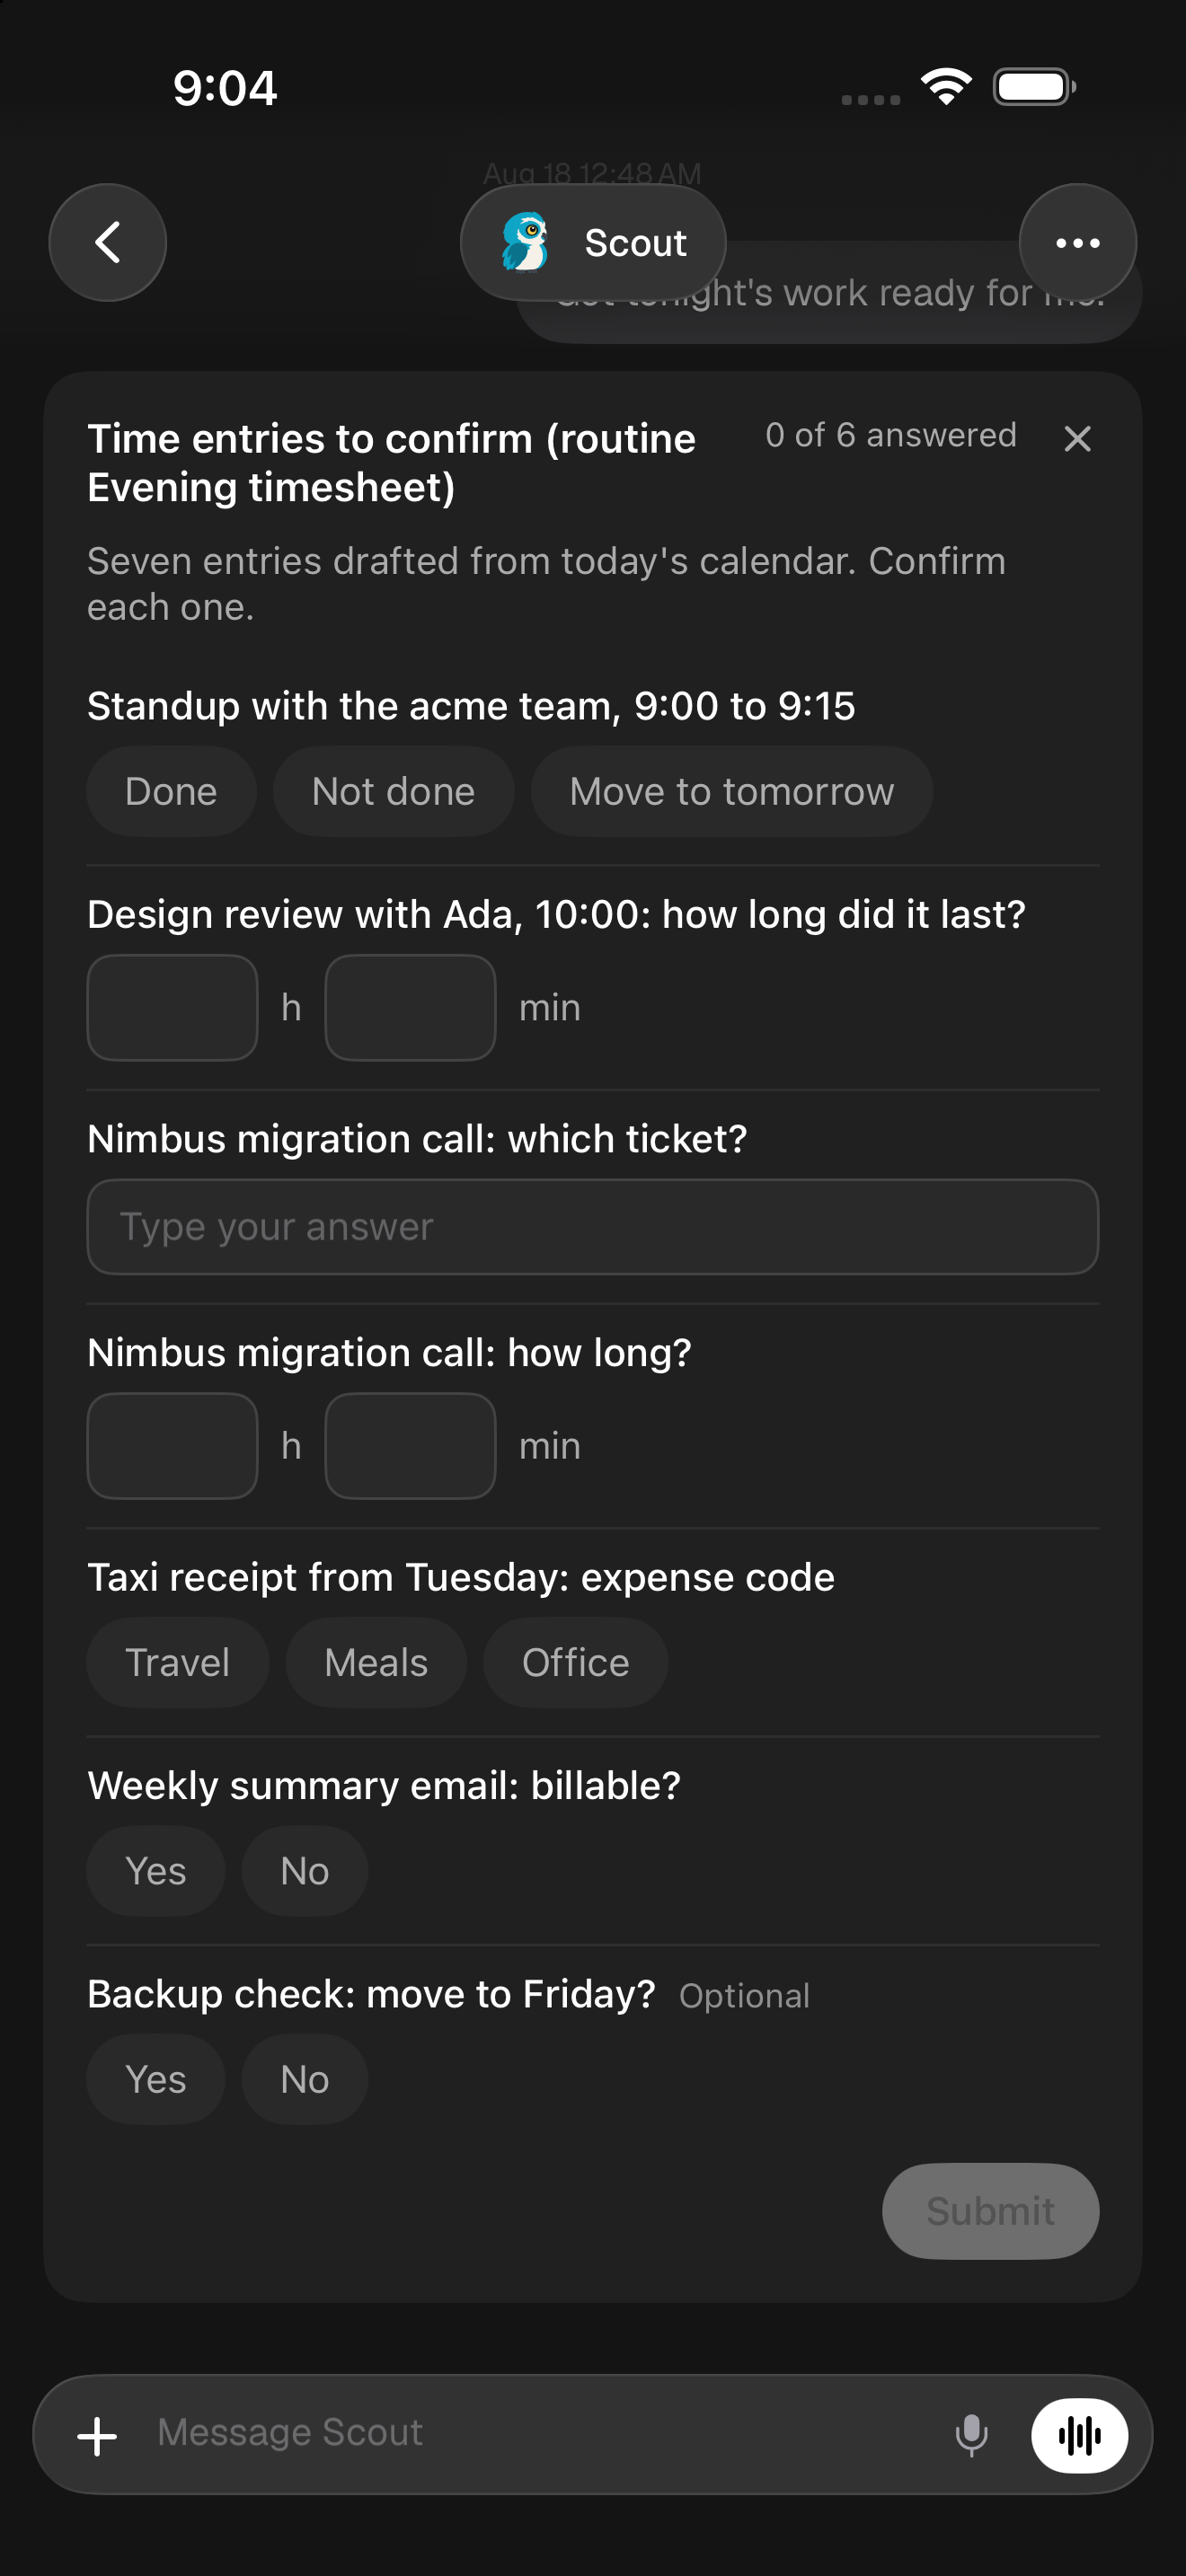 9:04
Aug 18 12:48 AM
Scout
tonight's work ready for me.
Time entries to confirm (routine
Evening timesheet)
0 of 6 answered
Seven entries drafted from today's calendar. Confirm
each one.
Standup with the acme team, 9:00 to 9:15
Done Not done Move to tomorrow
Design review with Ada, 10:00: how long did it last?
h min
Nimbus migration call: which ticket?
Type your answer
Nimbus migration call: how long?
h min
Taxi receipt from Tuesday: expense code
Travel Meals Office
Weekly summary email: billable?
Yes No
Backup check: move to Friday? Optional
Yes No
Submit
Message Scout